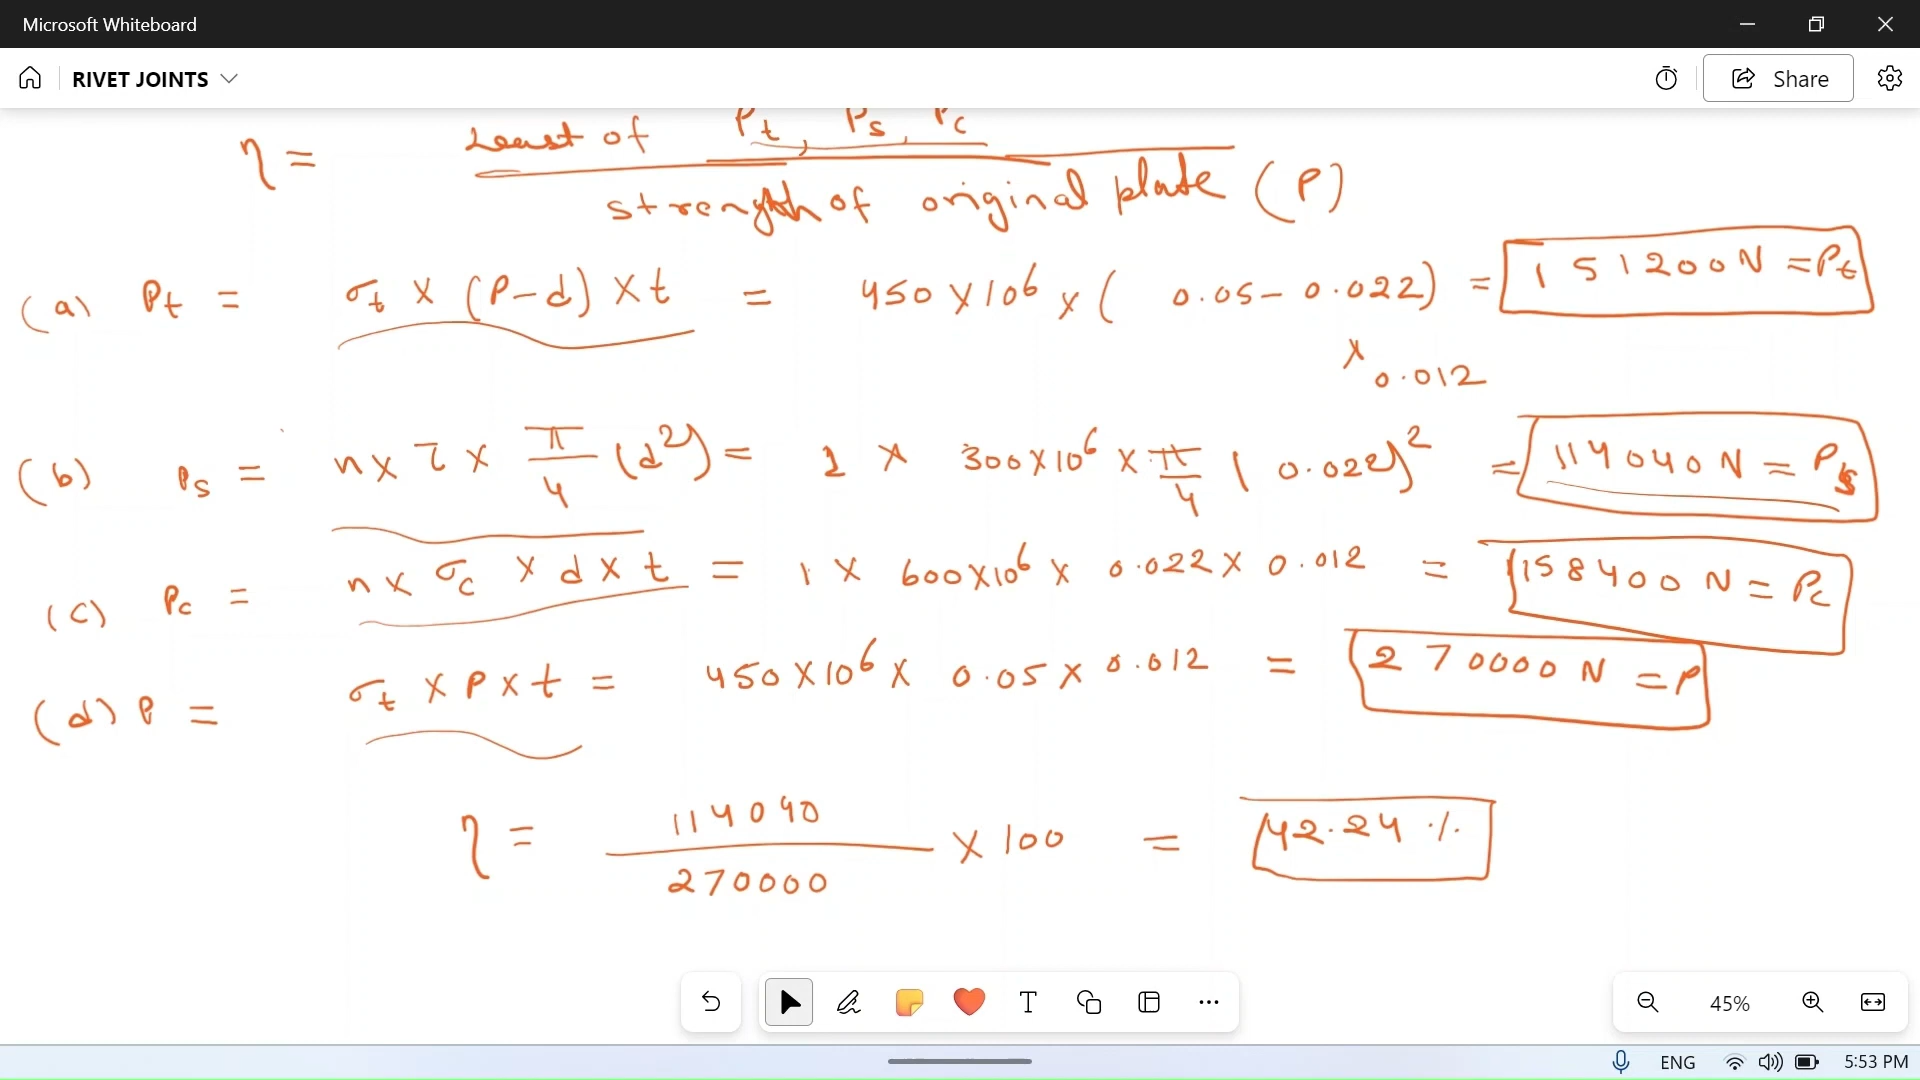 Microsoft Whiteboard
RIVET JOINTS
Share
η = Least of Pt, Ps, Pc
strength of original plate (P)
(a) Pt = σt × (P-d) × t = 450×10⁶ × (0.05-0.022) = 151200N = Pt
× 0.012
(b) Ps = n × τ × π/4 (d²) = 1 × 300×10⁶ × π/4 (0.022)² = 114040 N = Ps
(c) Pc = n × σc × d × t = 1 × 600×10⁶ × 0.022 × 0.012 = 158400 N = Pc
(d) P = σt × P × t = 450×10⁶ × 0.05 × 0.012 = 270000 N = P
η = 114040 / 270000 × 100 = 42.24 %
T
45%
ENG
5:53 PM